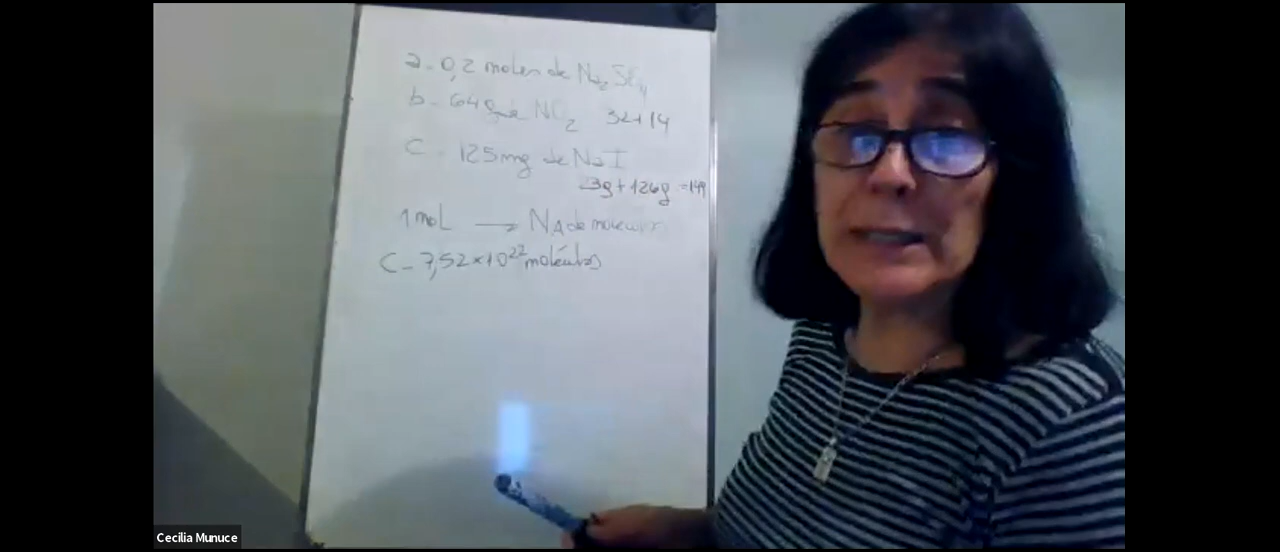 a - 0,2 moles de Na₂SO₄
b - 64 g de NO₂ 32+14
C - 125 mg de NaI
23g + 126g = 149
1 mol → NA de moleculas
C - 7,52 x 10²² moléculas
Cecilia Munuce